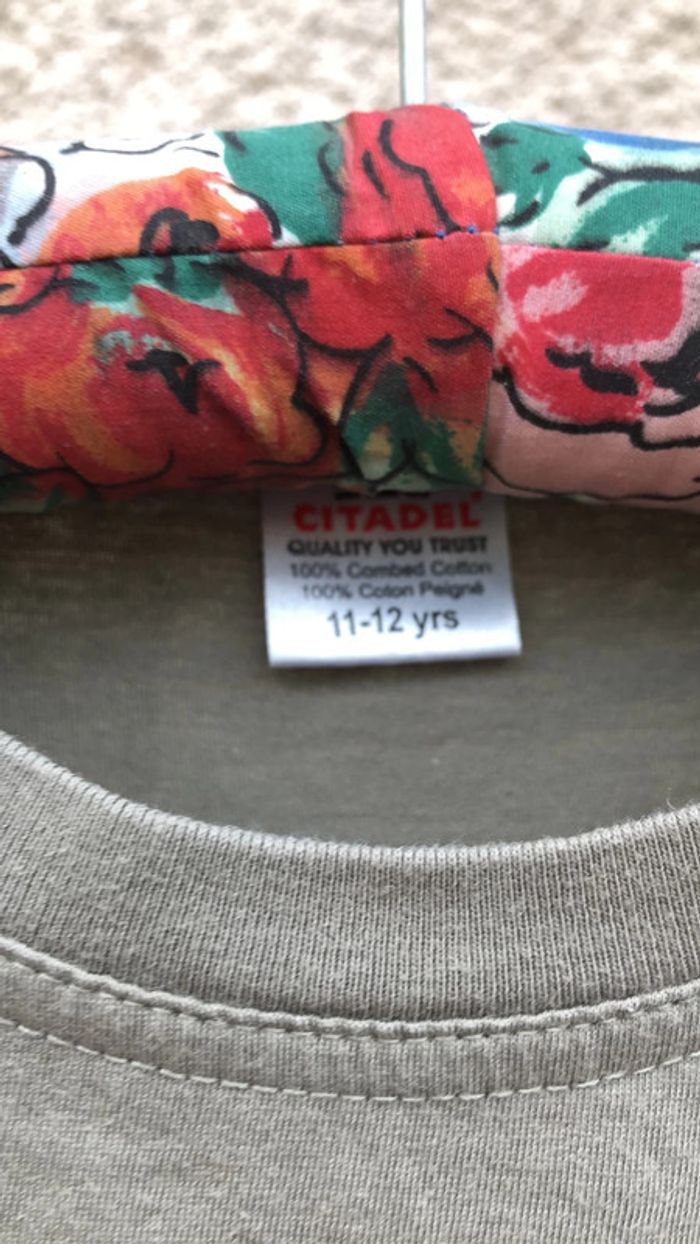 CITADEL
QUALITY YOU TRUST
100% Combed Cotton
100% Coton Peigné
11-12 yrs